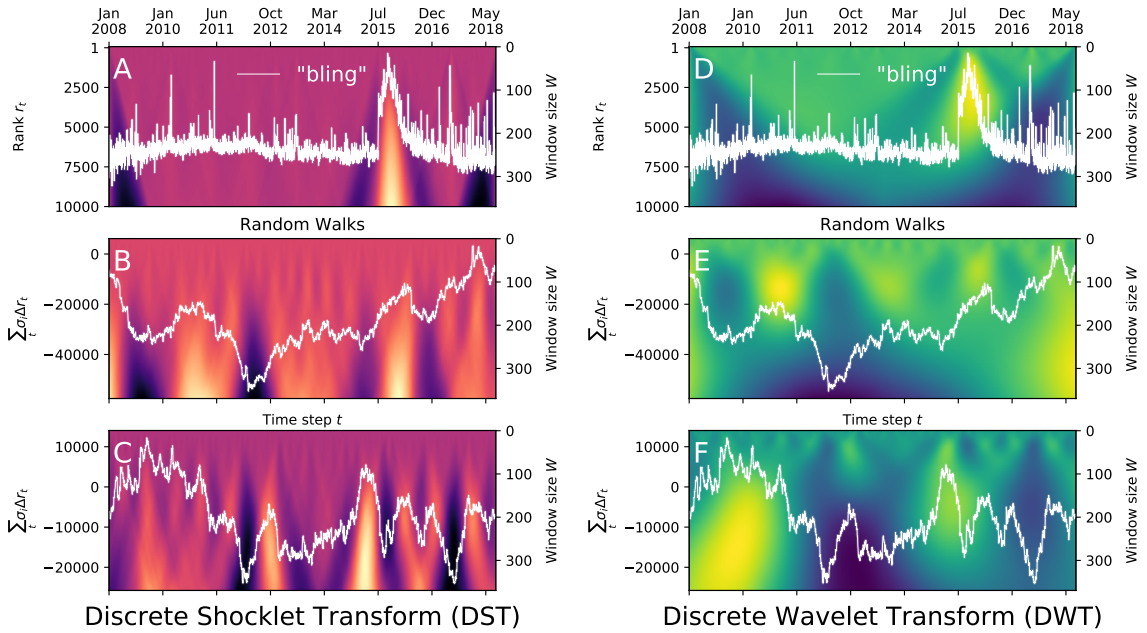 Jan 2008 Jan 2010 Jun 2011 Oct 2012 Mar 2014 Jul 2015 Dec 2016 May 2018
Jan 2008 Jan 2010 Jun 2011 Oct 2012 Mar 2014 Jul 2015 Dec 2016 May 2018
A
"bling"
Rank r_t
1
2500
5000
7500
10000
0
100
200
300
Window size W
D
"bling"
Rank r_t
1
2500
5000
7500
10000
0
100
200
300
Window size W
Random Walks
Random Walks
B
∑_t σ_i Δr_t
0
−20000
−40000
0
100
200
300
Window size W
E
∑_t σ_i Δr_t
0
−20000
−40000
0
100
200
300
Window size W
Time step t
Time step t
C
∑_t σ_i Δr_t
10000
0
−10000
−20000
0
100
200
300
Window size W
F
∑_t σ_i Δr_t
10000
0
−10000
−20000
0
100
200
300
Window size W
Discrete Shocklet Transform (DST)
Discrete Wavelet Transform (DWT)